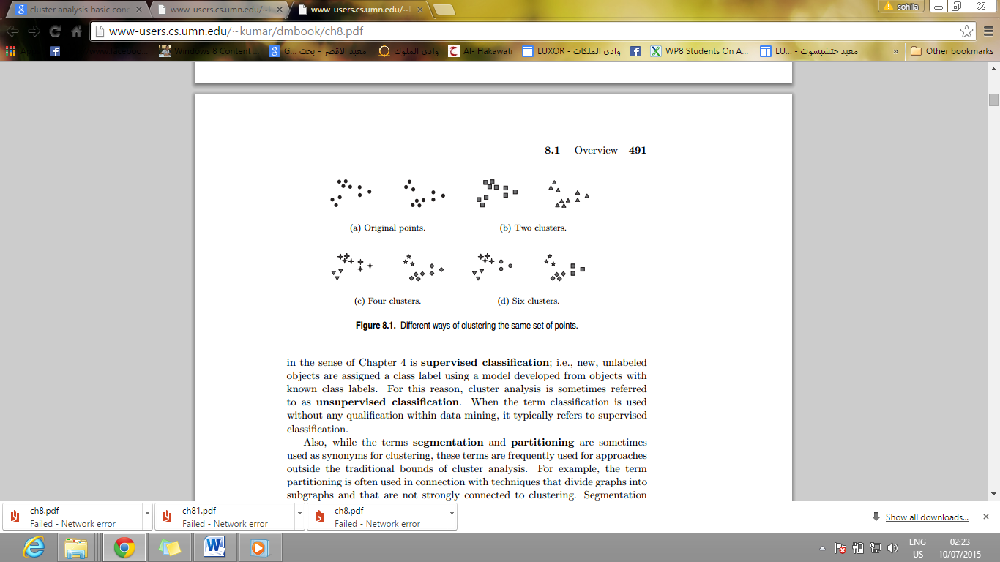 cluster analysis basic conc
www-users.cs.umn.edu/~k
www-users.cs.umn.edu/~k
sohila
www-users.cs.umn.edu/~kumar/dmbook/ch8.pdf
Windows 8 Content ...
G... معبد الاقصر - بحث
وادي الملوك
Al- Hakawati
LUXOR - وادى الملكات
WP8 Students On A...
LU... - معبد حتشبسوت
»
Other bookmarks
8.1 Overview 491
(a) Original points.
(b) Two clusters.
(c) Four clusters.
(d) Six clusters.
Figure 8.1. Different ways of clustering the same set of points.
in the sense of Chapter 4 is supervised classification; i.e., new, unlabeled
objects are assigned a class label using a model developed from objects with
known class labels. For this reason, cluster analysis is sometimes referred
to as unsupervised classification. When the term classification is used
without any qualification within data mining, it typically refers to supervised
classification.
Also, while the terms segmentation and partitioning are sometimes
used as synonyms for clustering, these terms are frequently used for approaches
outside the traditional bounds of cluster analysis. For example, the term
partitioning is often used in connection with techniques that divide graphs into
subgraphs and that are not strongly connected to clustering. Segmentation
ch8.pdf
Failed - Network error
ch81.pdf
Failed - Network error
ch8.pdf
Failed - Network error
Show all downloads...
ENG
US
02:23
10/07/2015